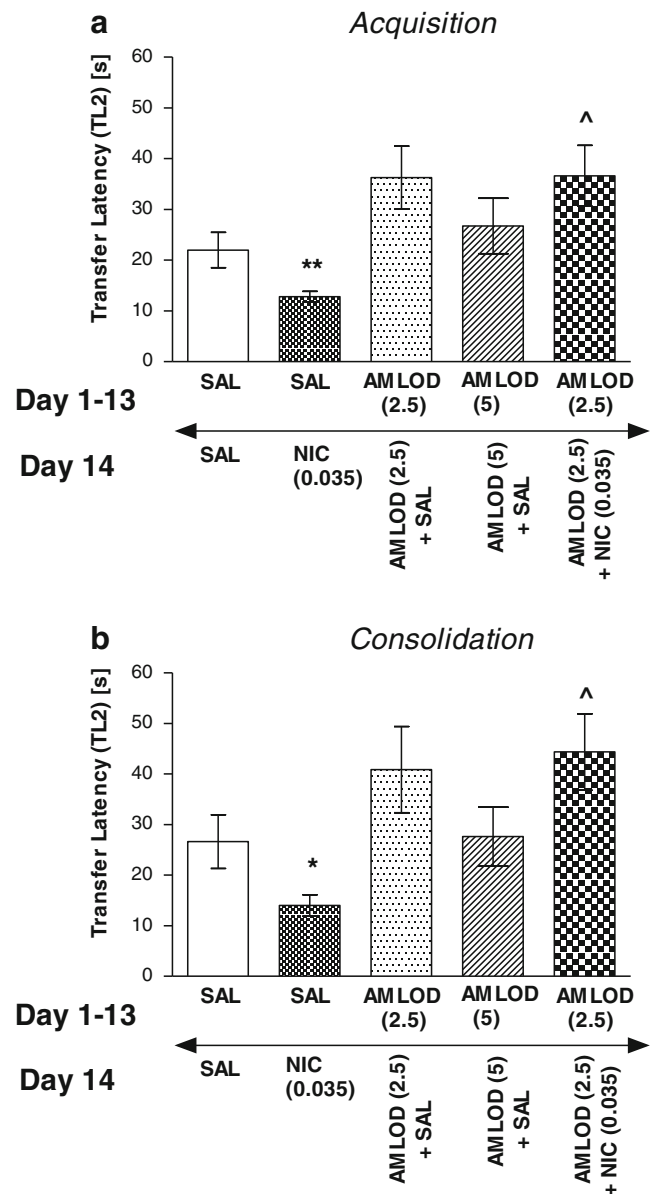 a Acquisition
Transfer Latency (TL2) [s]
60
50
40
30
20
10
0
^
**
SAL SAL AMLOD (2.5) AMLOD (5) AMLOD (2.5)
Day 1-13
Day 14
SAL
NIC (0.035)
AMLOD (2.5) + SAL
AMLOD (5) + SAL
AMLOD (2.5) + NIC (0.035)
b Consolidation
Transfer Latency (TL2) [s]
60
50
40
30
20
10
0
^
*
SAL SAL AMLOD (2.5) AMLOD (5) AMLOD (2.5)
Day 1-13
Day 14
SAL
NIC (0.035)
AMLOD (2.5) + SAL
AMLOD (5) + SAL
AMLOD (2.5) + NIC (0.035)